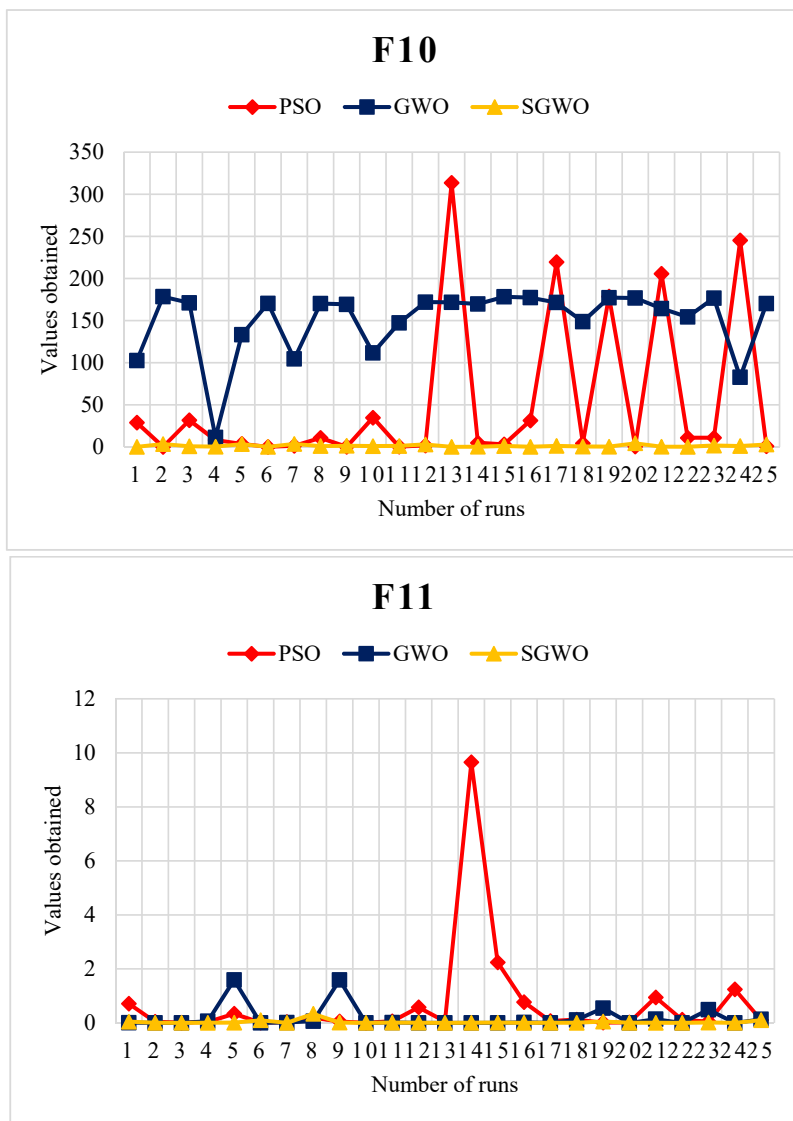 F10
PSO GWO SGWO
350
300
250
200
150
100
50
0
1 2 3 4 5 6 7 8 9 10 11 12 13 14 15 16 17 18 19 20 21 22 23 24 25
Values obtained
Number of runs
F11
PSO GWO SGWO
12
10
8
6
4
2
0
1 2 3 4 5 6 7 8 9 10 11 12 13 14 15 16 17 18 19 20 21 22 23 24 25
Values obtained
Number of runs